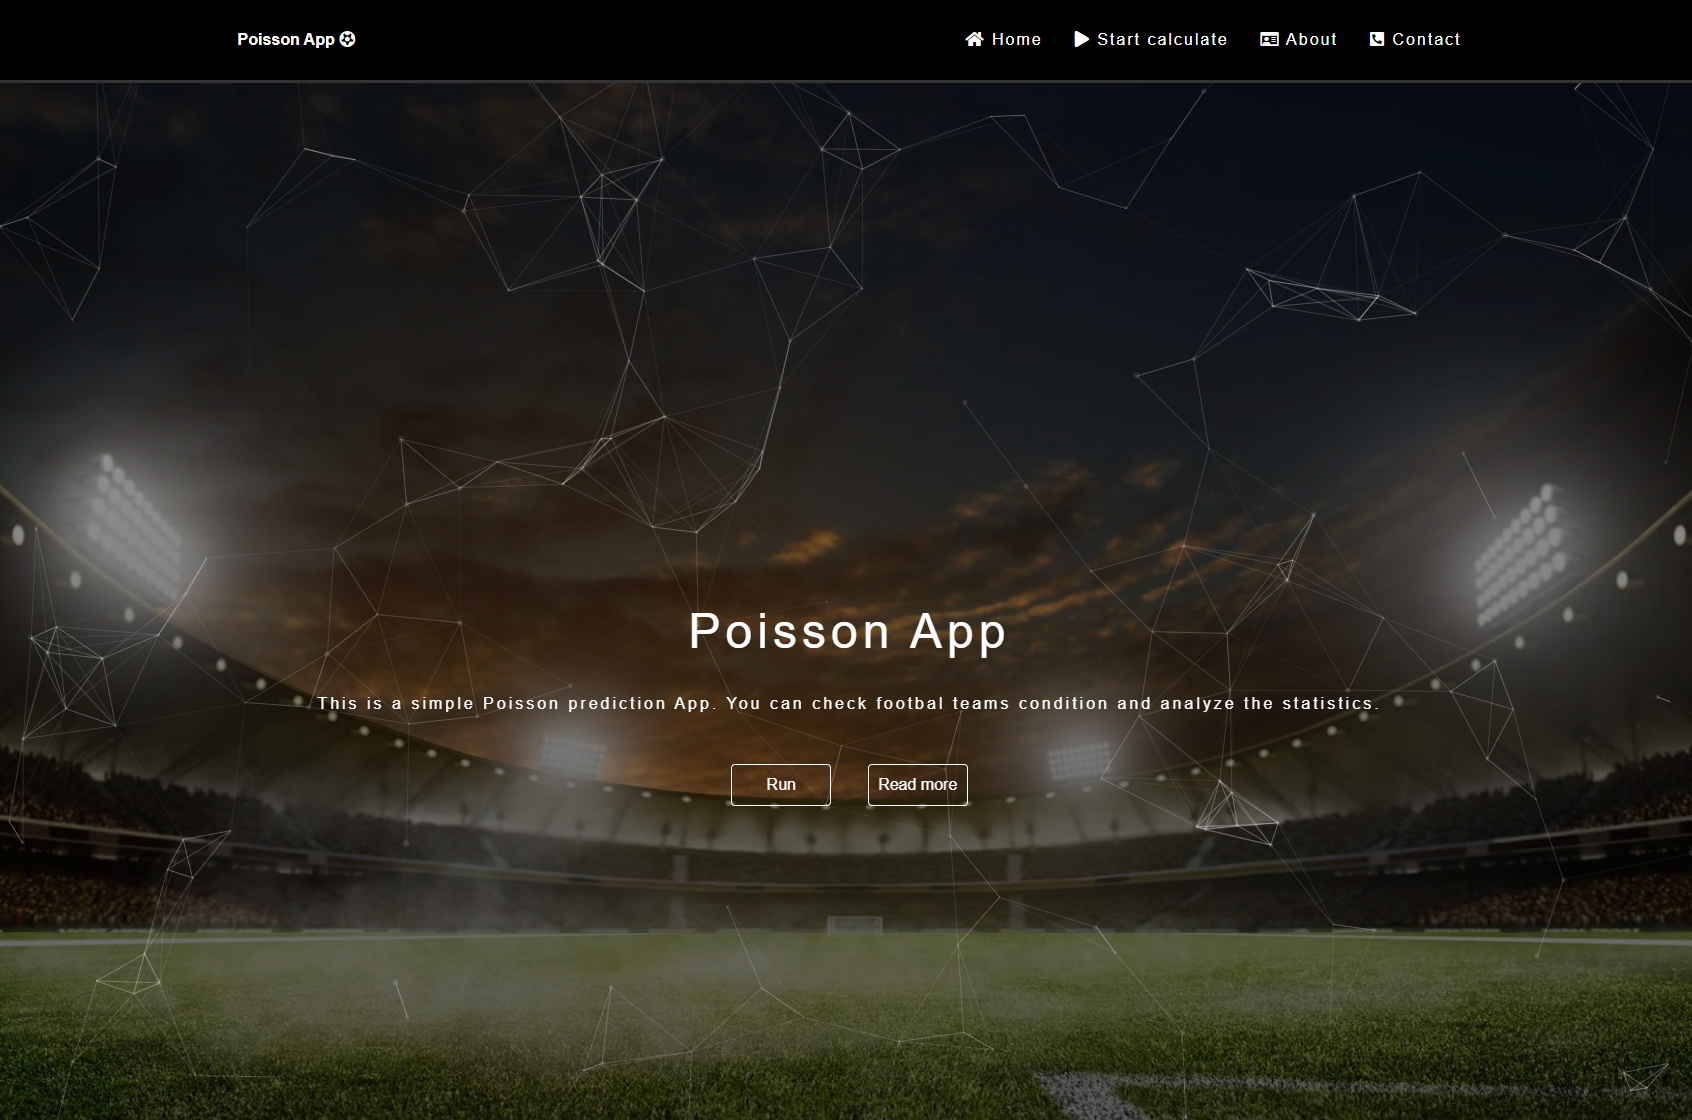 Poisson App
Home
Start calculate
About
Contact
Poisson App
This is a simple Poisson prediction App. You can check footbal teams condition and analyze the statistics.
Run
Read more